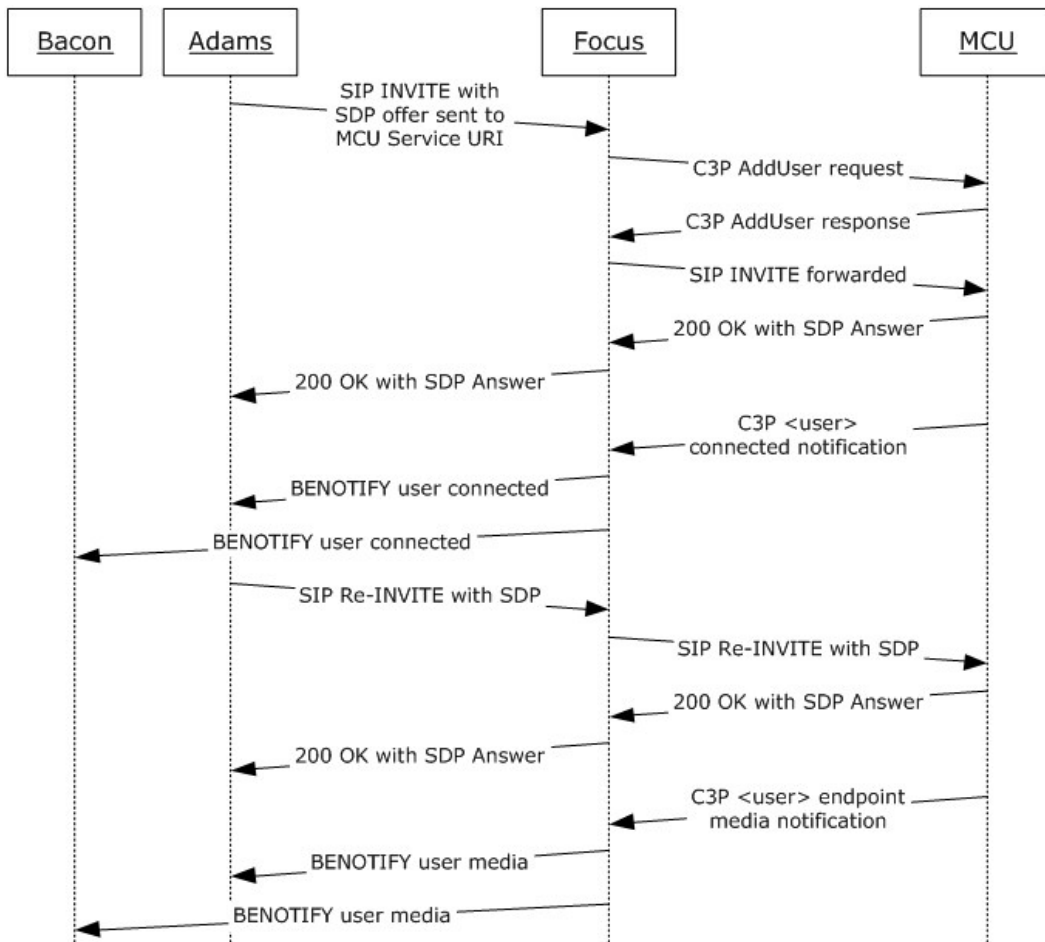 Bacon
Adams
Focus
MCU
SIP INVITE with
SDP offer sent to
MCU Service URI
C3P AddUser request
C3P AddUser response
SIP INVITE forwarded
200 OK with SDP Answer
200 OK with SDP Answer
C3P <user>
connected notification
BENOTIFY user connected
BENOTIFY user connected
SIP Re-INVITE with SDP
SIP Re-INVITE with SDP
200 OK with SDP Answer
200 OK with SDP Answer
C3P <user> endpoint
media notification
BENOTIFY user media
BENOTIFY user media